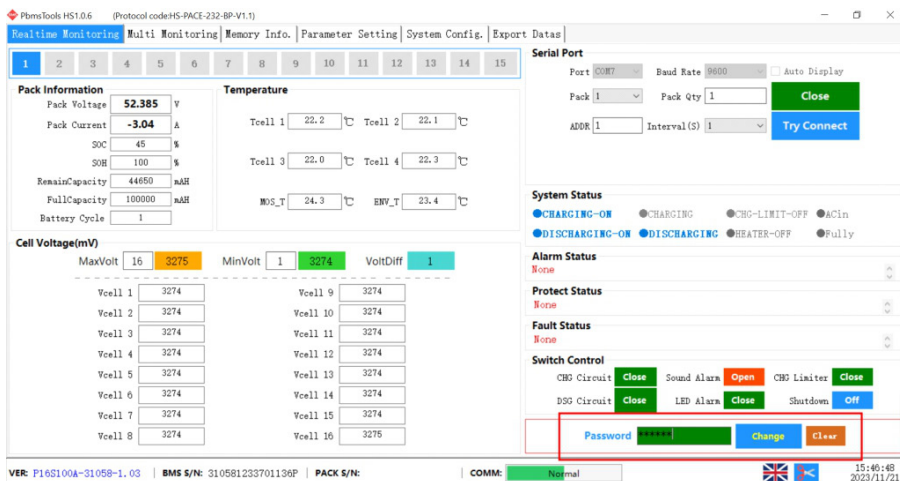 PbmsTools HS1.0.6 (Protocol code:HS-PACE-232-BP-V1.1)
Realtime Monitoring Multi Monitoring Memory Info. Parameter Setting System Config. Export Datas
1 2 3 4 5 6 7 8 9 10 11 12 13 14 15
Pack Information
Pack Voltage 52.385 V
Pack Current -3.04 A
SOC 45 %
SOH 100 %
RemainCapacity 44650 mAH
FullCapacity 100000 mAH
Battery Cycle 1
Temperature
Tcell 1 22.2 ℃ Tcell 2 22.1 ℃
Tcell 3 22.0 ℃ Tcell 4 22.3 ℃
MOS_T 24.3 ℃ ENV_T 23.4 ℃
Cell Voltage(mV)
MaxVolt 16 3275 MinVolt 1 3274 VoltDiff 1
Vcell 1 3274 Vcell 9 3274
Vcell 2 3274 Vcell 10 3274
Vcell 3 3274 Vcell 11 3274
Vcell 4 3274 Vcell 12 3274
Vcell 5 3274 Vcell 13 3274
Vcell 6 3274 Vcell 14 3274
Vcell 7 3274 Vcell 15 3274
Vcell 8 3274 Vcell 16 3275
Serial Port
Port COM7 Baud Rate 9600 Auto Display
Pack 1 Pack Qty 1 Close
ADDR 1 Interval(S) 1 Try Connect
System Status
CHARGING-ON CHARGING CHG-LIMIT-OFF ACin
DISCHARGING-ON DISCHARGING HEATER-OFF Fully
Alarm Status
None
Protect Status
None
Fault Status
None
Switch Control
CHG Circuit Close Sound Alarm Open CHG Limiter Close
DSG Circuit Close LED Alarm Close Shutdown Off
Password ****** Change Clear
VER: P16S100A-31058-1.03 BMS S/N: 310581233701136P PACK S/N: COMM: Normal 15:46:48
2023/11/21